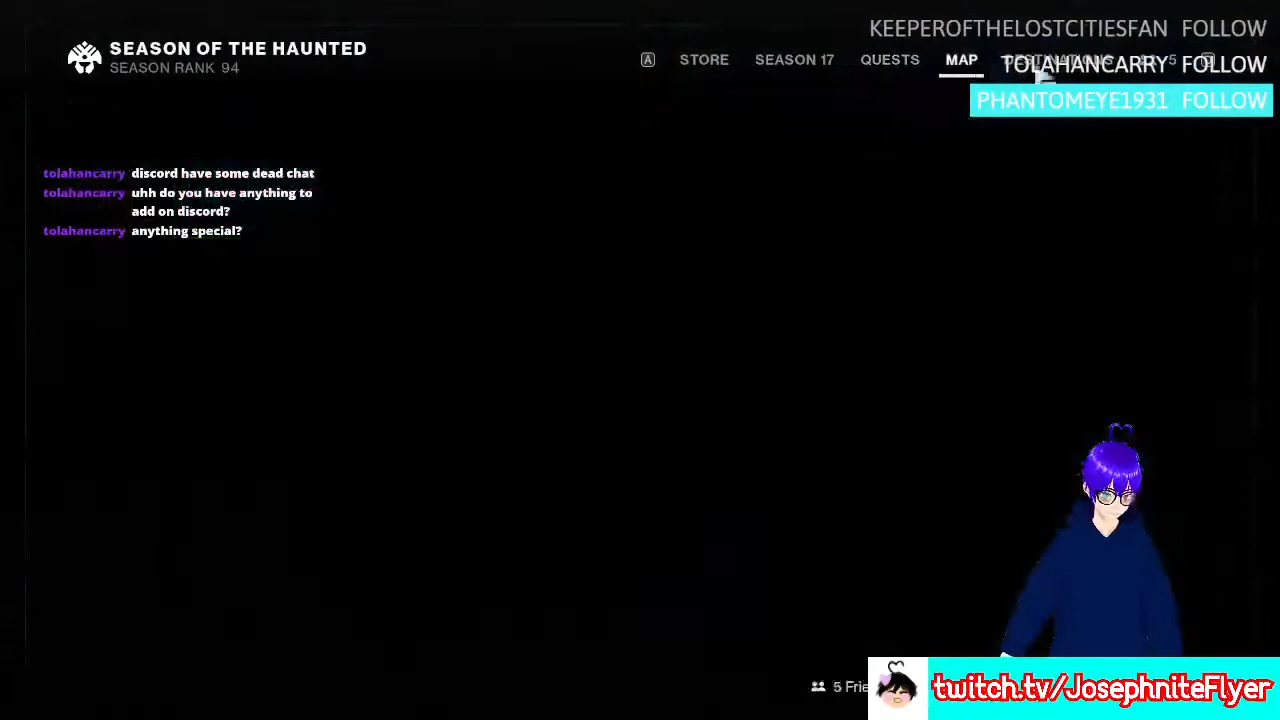 KEEPEROFTHELOSTCITIESFAN FOLLOW
SEASON OF THE HAUNTED
SEASON RANK 94
A STORE SEASON 17 QUESTS MAP
TOLAHANCARRY FOLLOW
PHANTOMEYE1931 FOLLOW
tolahancarry discord have some dead chat
tolahancarry uhh do you have anything to
add on discord?
tolahancarry anything special?
5 Frie
twitch.tv/JosephniteFlyer